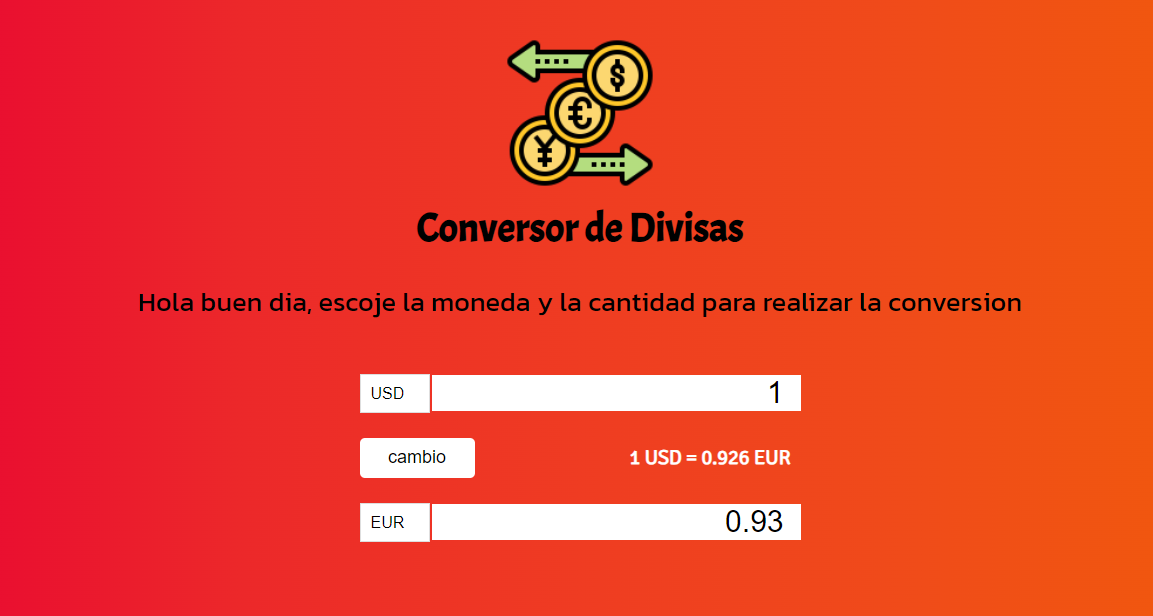 $
€
¥
Conversor de Divisas
Hola buen dia, escoje la moneda y la cantidad para realizar la conversion
USD 1
cambio 1 USD = 0.926 EUR
EUR 0.93